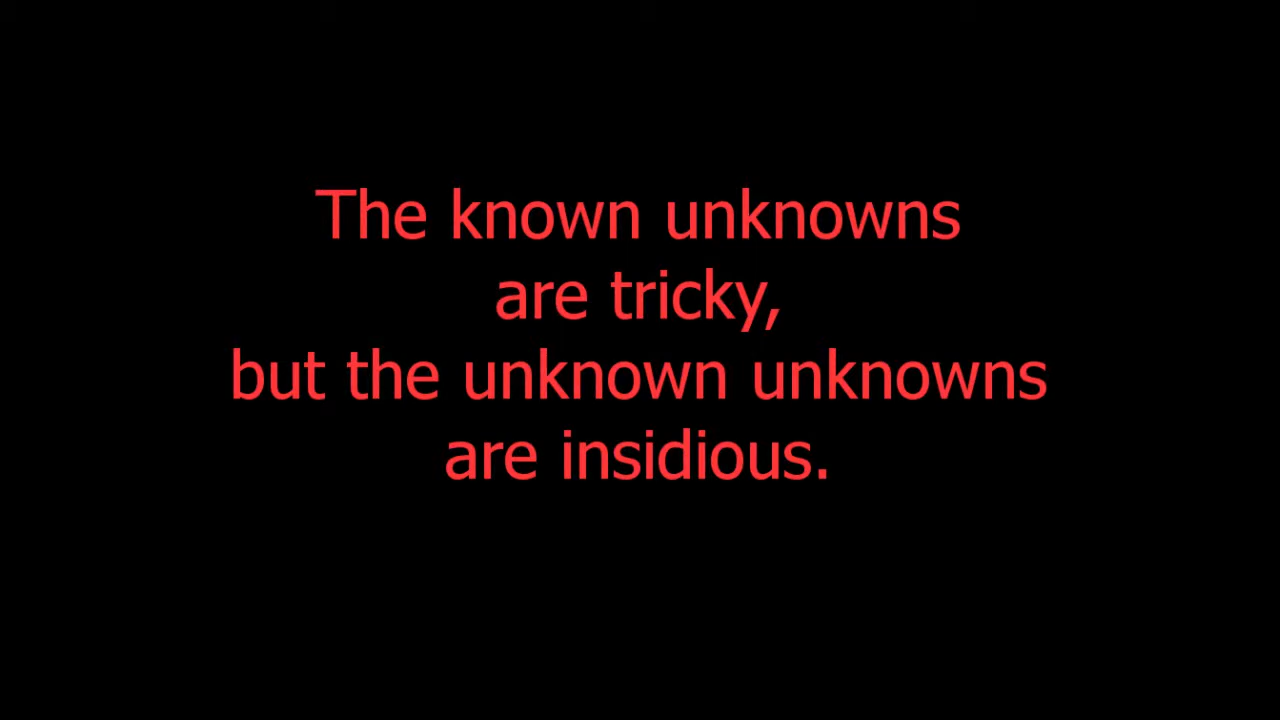 The known unknowns
are tricky,
but the unknown unknowns
are insidious.